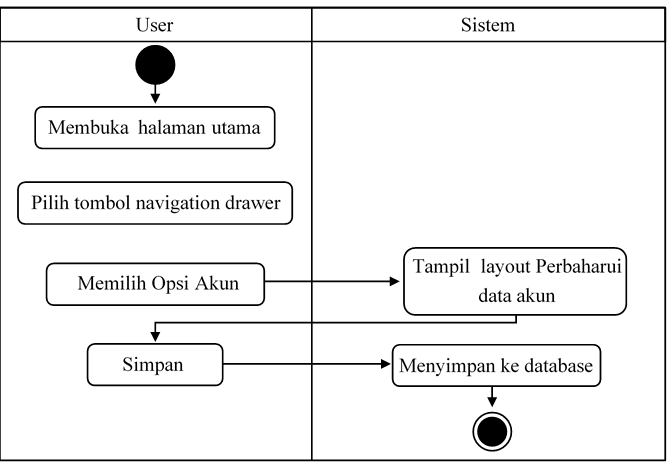 User
Sistem
Membuka halaman utama
Pilih tombol navigation drawer
Memilih Opsi Akun
Tampil layout Perbaharui
data akun
Simpan
Menyimpan ke database